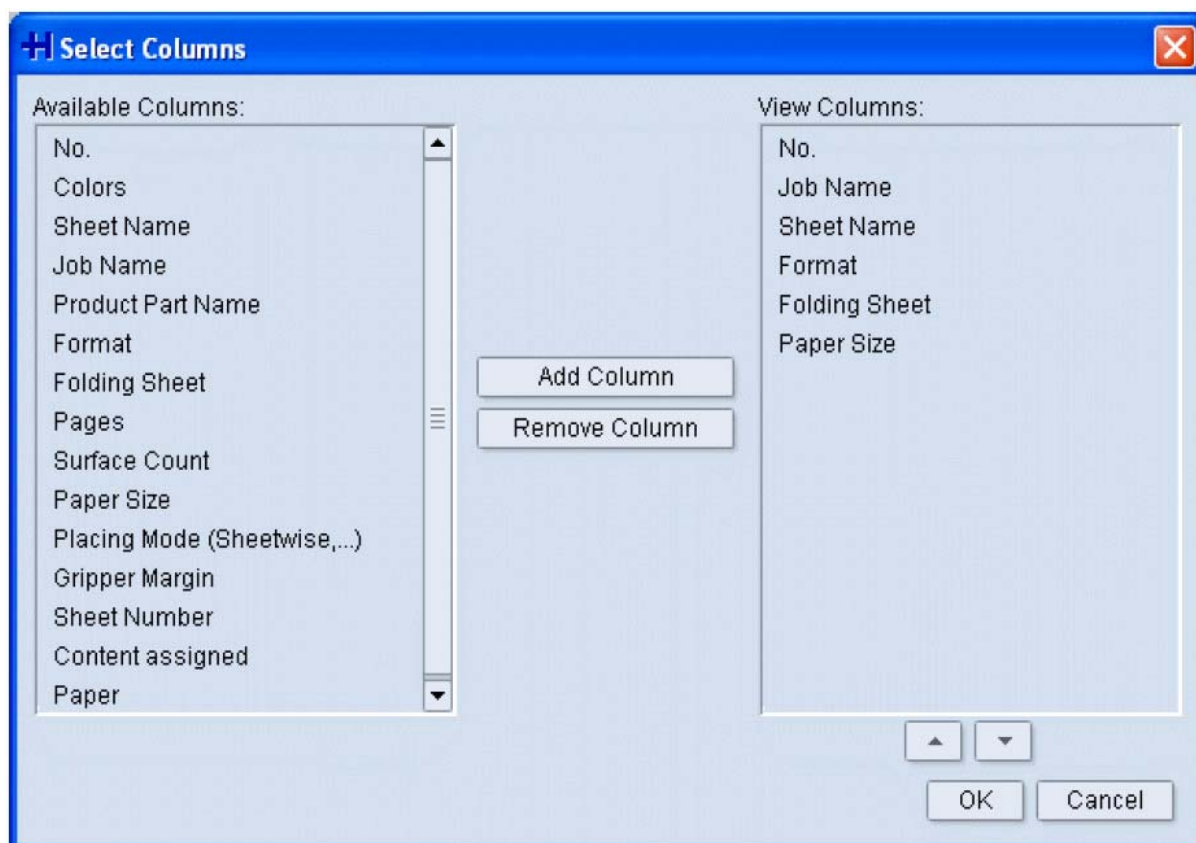 Select Columns
Available Columns:
No.
Colors
Sheet Name
Job Name
Product Part Name
Format
Folding Sheet
Pages
Surface Count
Paper Size
Placing Mode (Sheetwise,...)
Gripper Margin
Sheet Number
Content assigned
Paper
Add Column
Remove Column
View Columns:
No.
Job Name
Sheet Name
Format
Folding Sheet
Paper Size
OK
Cancel